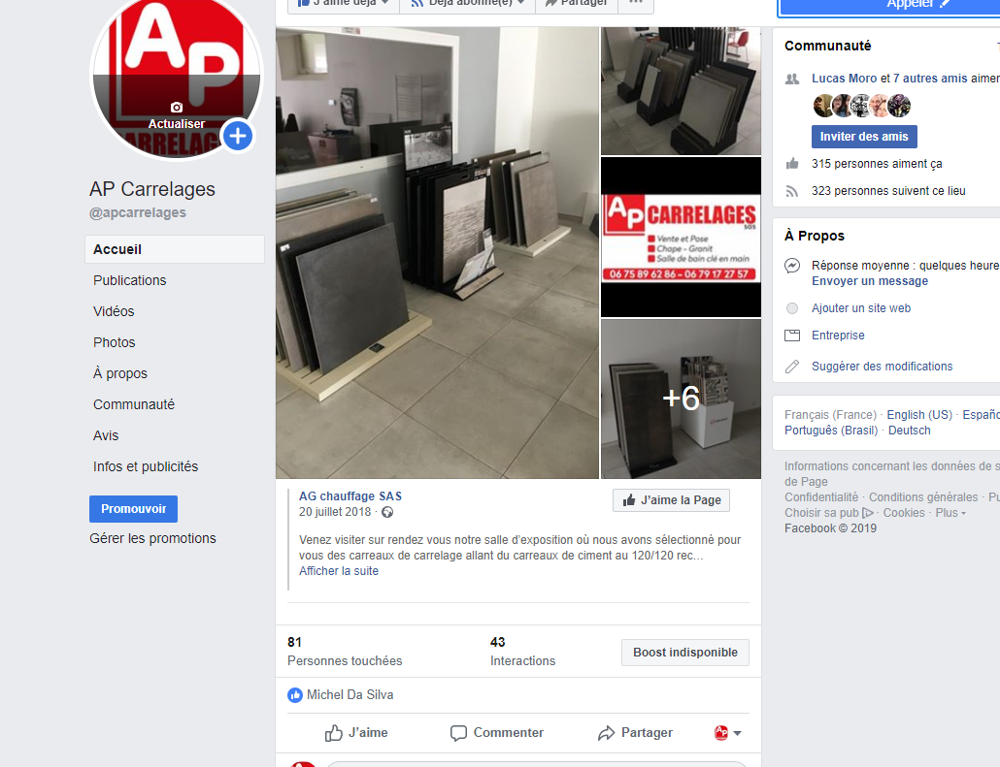 J'aime déjà
Déjà abonné(e)
Partager
Appeler
AP
Actualiser
CARRELAG
AP Carrelages
@apcarrelages
Accueil
Publications
Vidéos
Photos
À propos
Communauté
Avis
Infos et publicités
Promouvoir
Gérer les promotions
AP CARRELAGES
SOS
Vente et Pose
Chape - Granit
Salle de bain clé en main
06 75 89 62 86 - 06 79 17 27 57
+6
AG chauffage SAS
20 juillet 2018 ·
J'aime la Page
Venez visiter sur rendez vous notre salle d'exposition où nous avons sélectionné pour
vous des carreaux de carrelage allant du carreaux de ciment au 120/120 rec…
Afficher la suite
81
Personnes touchées
43
Interactions
Boost indisponible
Michel Da Silva
J'aime
Commenter
Partager
Communauté
Lucas Moro et 7 autres amis aimen
Inviter des amis
315 personnes aiment ça
323 personnes suivent ce lieu
À Propos
Réponse moyenne : quelques heure
Envoyer un message
Ajouter un site web
Entreprise
Suggérer des modifications
Français (France) · English (US) · Españo
Português (Brasil) · Deutsch
Informations concernant les données de s
de Page
Confidentialité · Conditions générales · Pu
Choisir sa pub · Cookies · Plus
Facebook © 2019